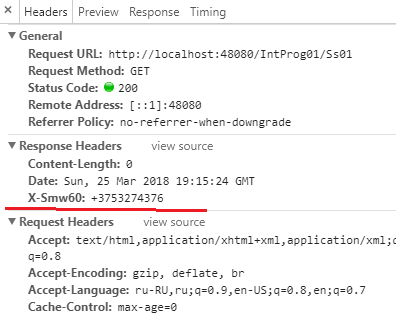 Headers Preview Response Timing
General
Request URL: http://localhost:48080/IntProg01/Ss01
Request Method: GET
Status Code: 200
Remote Address: [::1]:48080
Referrer Policy: no-referrer-when-downgrade
Response Headers view source
Content-Length: 0
Date: Sun, 25 Mar 2018 19:15:24 GMT
X-Smw60: +3753274376
Request Headers view source
Accept: text/html,application/xhtml+xml,application/xml;q
q=0.8
Accept-Encoding: gzip, deflate, br
Accept-Language: ru-RU,ru;q=0.9,en-US;q=0.8,en;q=0.7
Cache-Control: max-age=0